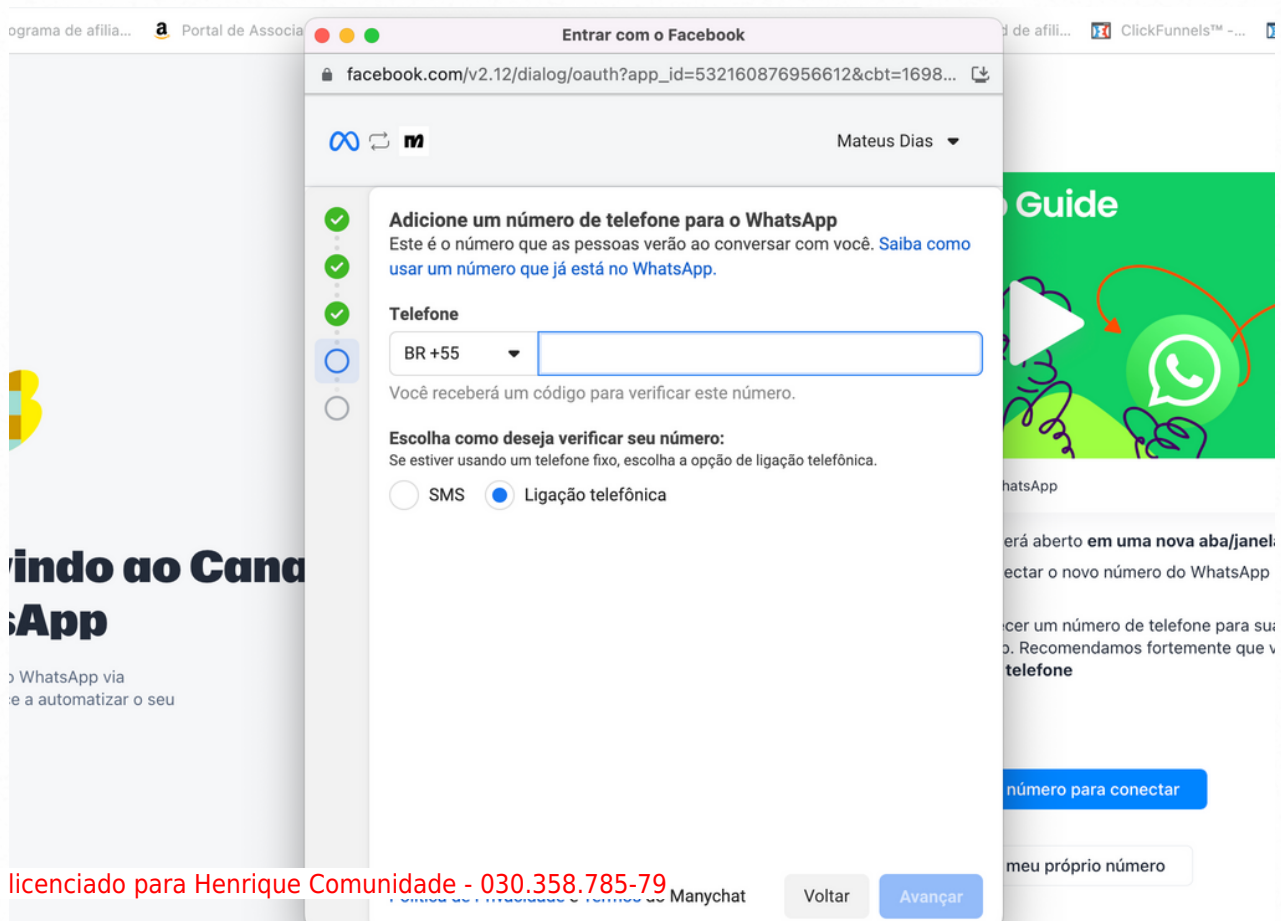 ograma de afilia...
a Portal de Associa
Entrar com o Facebook
d de afili...
ClickFunnels™ -...
facebook.com/v2.12/dialog/oauth?app_id=532160876956612&cbt=1698...
Mateus Dias
Adicione um número de telefone para o WhatsApp
Este é o número que as pessoas verão ao conversar com você. Saiba como
usar um número que já está no WhatsApp.
Telefone
BR +55
Você receberá um código para verificar este número.
Escolha como deseja verificar seu número:
Se estiver usando um telefone fixo, escolha a opção de ligação telefônica.
SMS
Ligação telefônica
vindo ao Cana
sApp
o WhatsApp via
e a automatizar o seu
Guide
hatsApp
erá aberto em uma nova aba/janela
ectar o novo número do WhatsApp
cer um número de telefone para sua
o. Recomendamos fortemente que v
telefone
número para conectar
meu próprio número
licenciado para Henrique Comunidade - 030.358.785-79
Política de Privacidade e Termos do Manychat
Voltar
Avançar